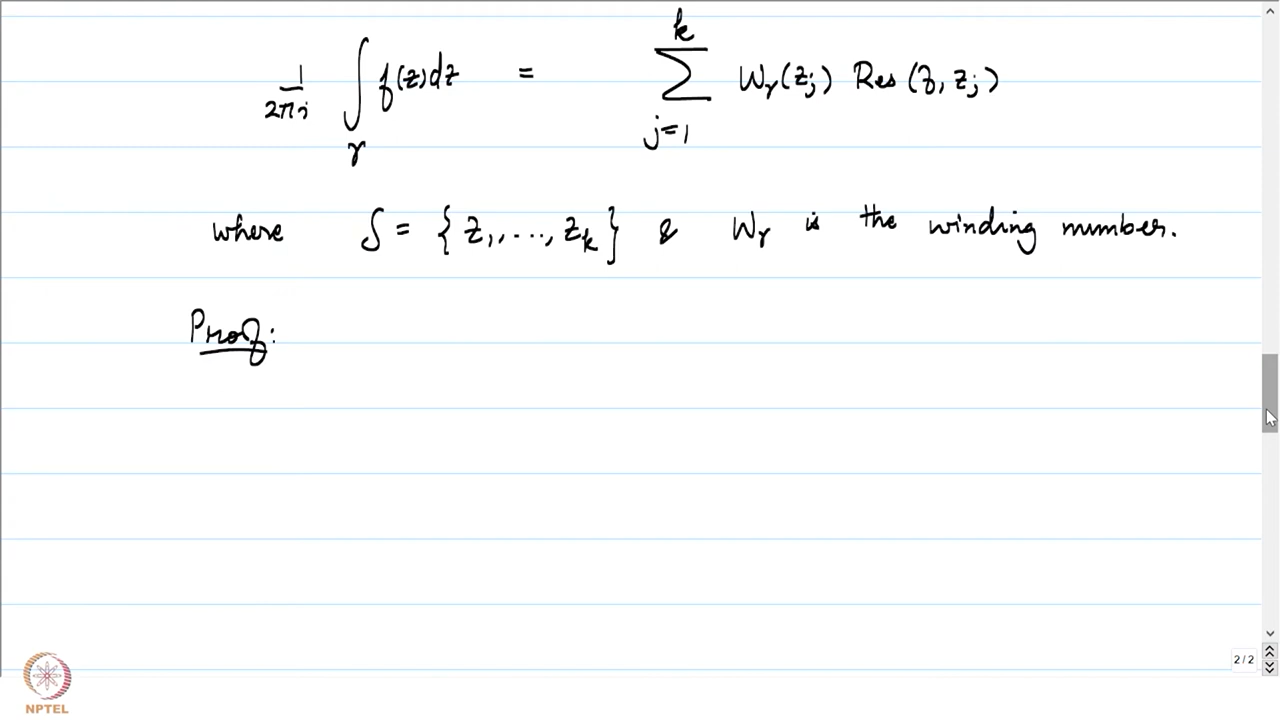 1/2πi ∫_γ f(z)dz = ∑_{j=1}^{k} W_γ(z_j) Res(f, z_j)
where S = {z_1, ..., z_k} & W_γ is the winding number.
Proof:
2 / 2
NPTEL